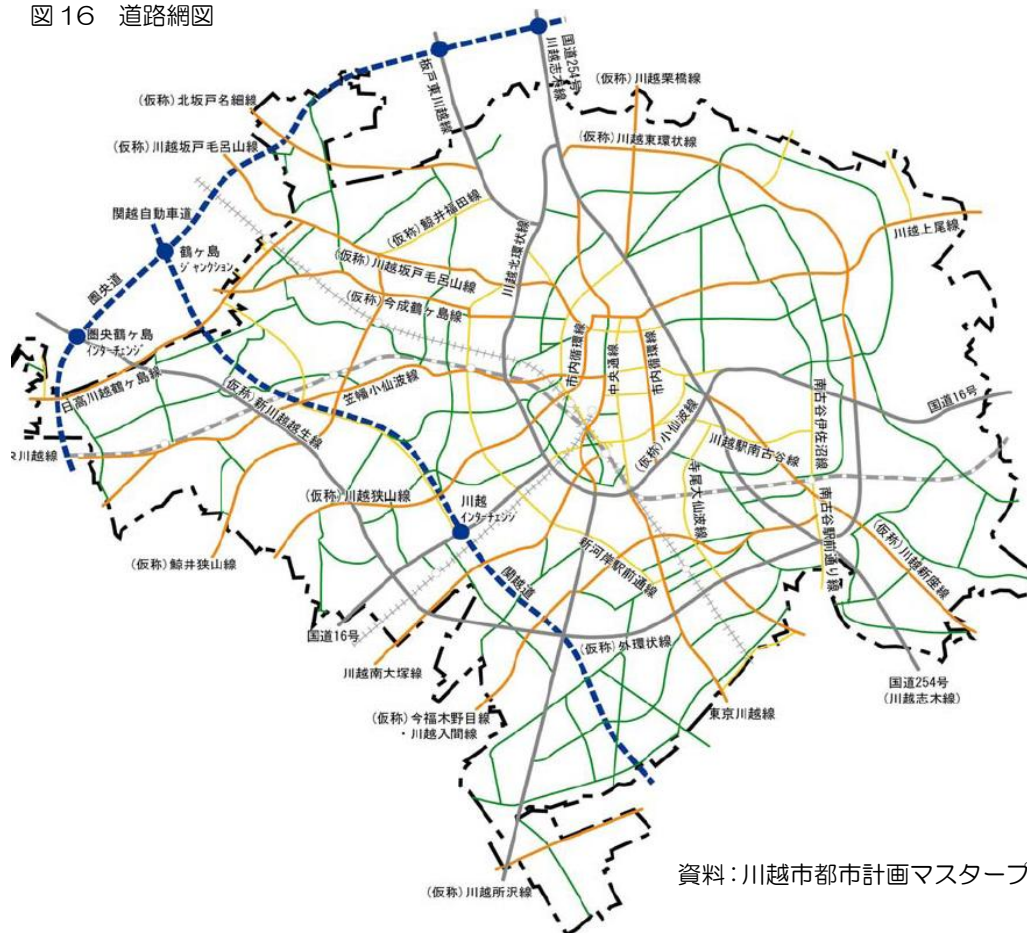 図16 道路網図
国道254号
川越志木線
板戸東川越線
(仮称)川越栗橋線
(仮称)北坂戸名細線
(仮称)川越坂戸毛呂山線
(仮称)川越東環状線
関越自動車道
(仮称)鯨井福田線
川越北環状線
川越上尾線
鶴ヶ島
ジャンクション
(仮称)川越坂戸毛呂山線
圏央道
(仮称)今成鶴ヶ島線
圏央鶴ヶ島
インターチェンジ
市内循環線
中央通線
市内循環線
日高川越鶴ヶ島線
(仮称)新川越越生線
笠幡小仙波線
南古谷伊佐沼線
国道16号
(仮称)小仙波線
川越駅南古谷線
R川越線
寺尾大仙波線
(仮称)川越狭山線
川越
インターチェンジ
南古谷駅前通り線
(仮称)川越新座線
(仮称)鯨井狭山線
新河岸駅前通線
関越道
国道16号
(仮称)外環状線
川越南大塚線
国道254号
(川越志木線)
(仮称)今福木野目線
・川越入間線
東京川越線
(仮称)川越所沢線
資料:川越市都市計画マスタープ